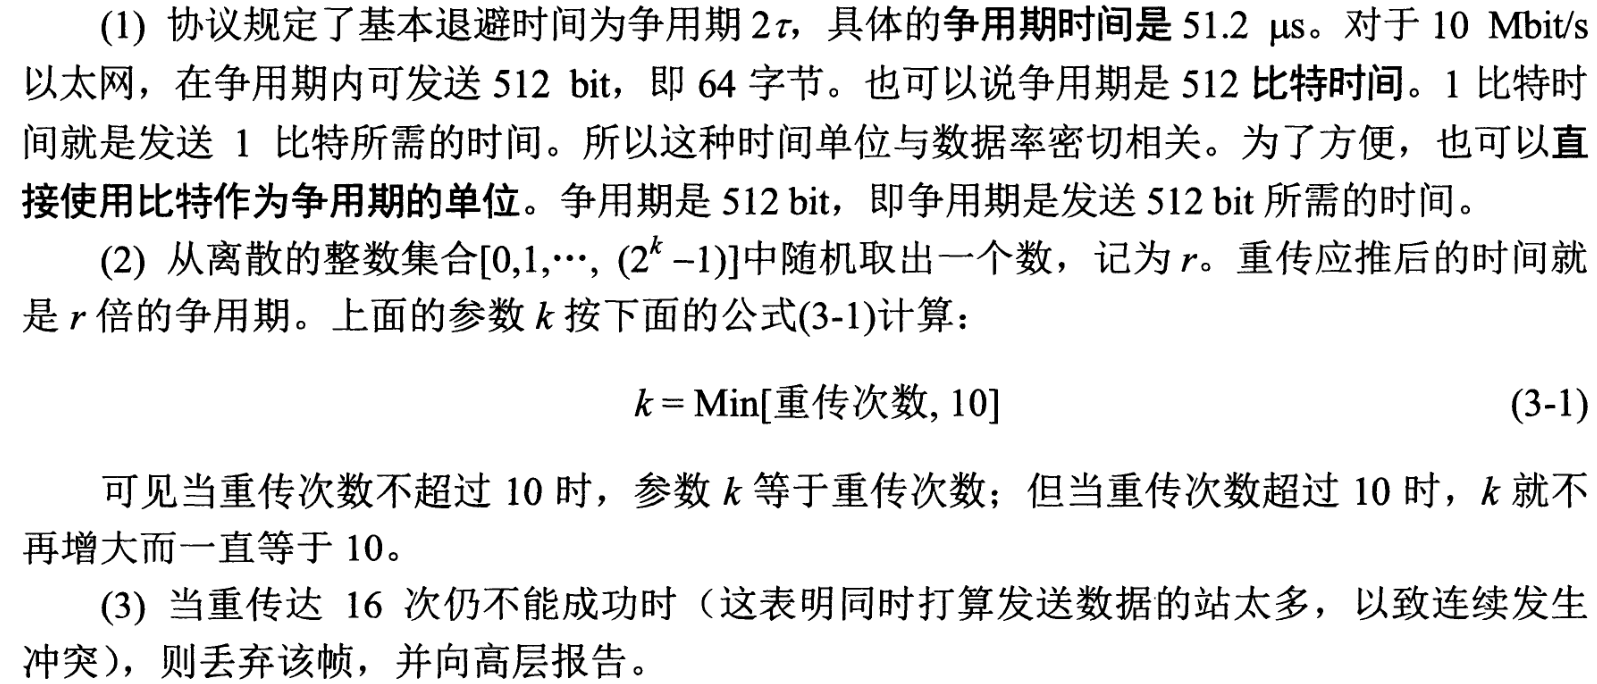 (1) 协议规定了基本退避时间为争用期 2τ，具体的争用期时间是 51.2 μs。对于 10 Mbit/s
以太网，在争用期内可发送 512 bit，即 64 字节。也可以说争用期是 512 比特时间。1 比特时
间就是发送 1 比特所需的时间。所以这种时间单位与数据率密切相关。为了方便，也可以直
接使用比特作为争用期的单位。争用期是 512 bit，即争用期是发送 512 bit 所需的时间。
(2) 从离散的整数集合[0,1,⋯, (2^k −1)]中随机取出一个数，记为 r。重传应推后的时间就
是 r 倍的争用期。上面的参数 k 按下面的公式(3-1)计算：
k = Min[重传次数, 10] (3-1)
可见当重传次数不超过 10 时，参数 k 等于重传次数；但当重传次数超过 10 时，k 就不
再增大而一直等于 10。
(3) 当重传达 16 次仍不能成功时（这表明同时打算发送数据的站太多，以致连续发生
冲突），则丢弃该帧，并向高层报告。